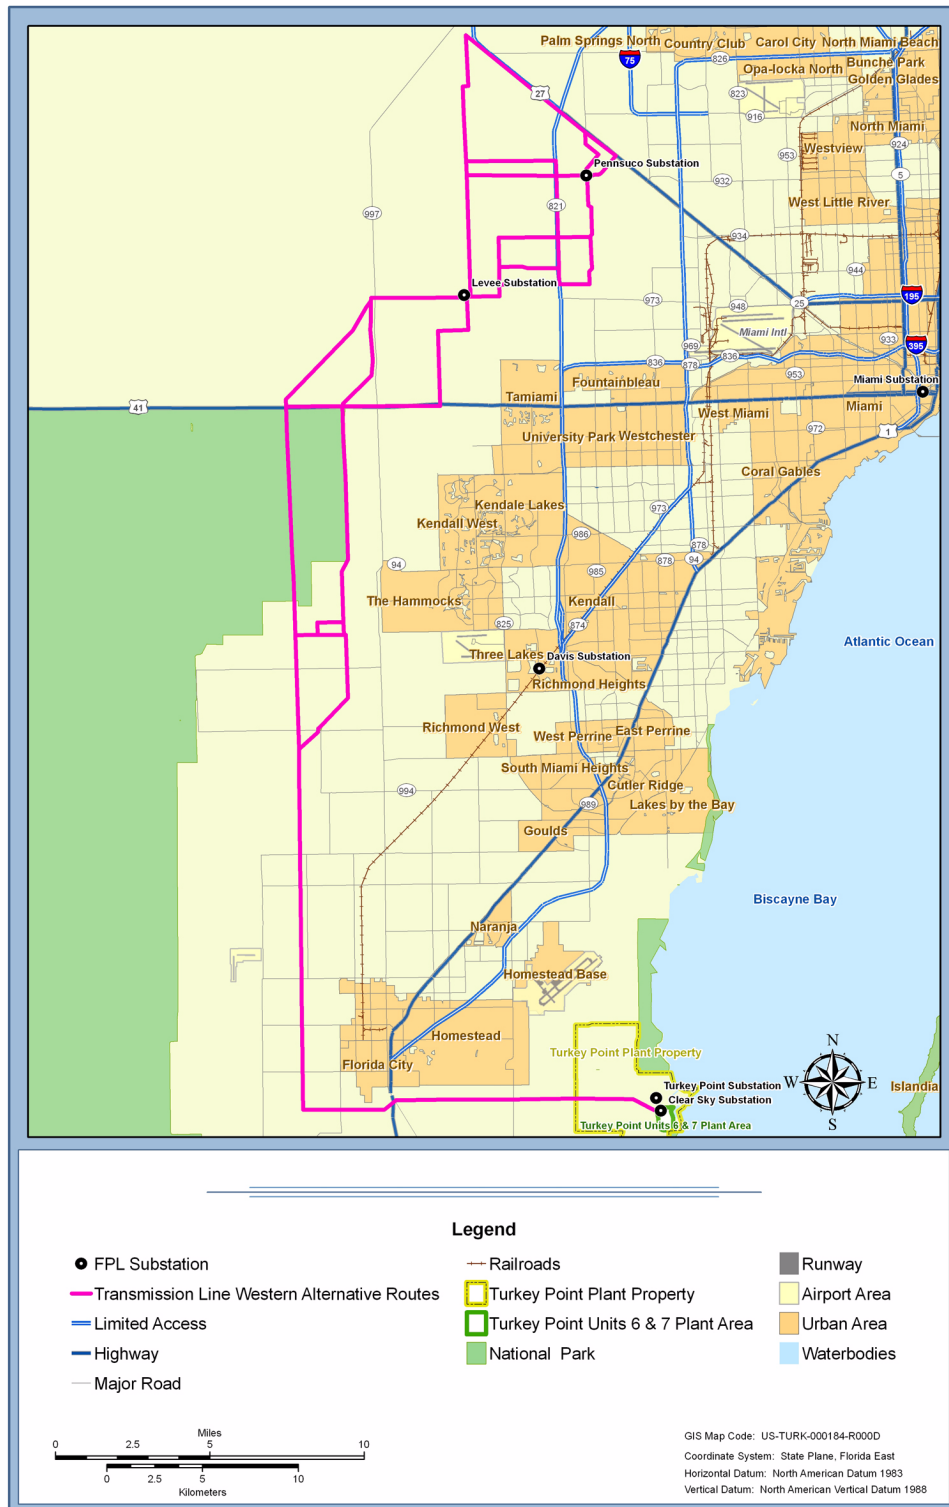 Palm Springs North
Country Club
Carol City
North Miami Beach
75
826
Bunche Park
Opa-locka North
Golden Glades
27
823
916
North Miami
924
Westview
953
Pennsuco Substation
5
932
997
821
West Little River
934
944
Levee Substation
973
948
25
195
Miami Intl
933
395
969
836
836
878
953
Fountainbleau
Miami Substation
Tamiami
41
West Miami
Miami
972
1
University Park
Westchester
Coral Gables
Kendale Lakes
973
Kendall West
986
878
94
985
878
94
The Hammocks
Kendall
825
874
Atlantic Ocean
Three Lakes
Davis Substation
Richmond Heights
Richmond West
West Perrine
East Perrine
South Miami Heights
994
Cutler Ridge
989
Lakes by the Bay
Goulds
Biscayne Bay
Naranja
Homestead Base
Homestead
Turkey Point Plant Property
N
Florida City
W
E
Turkey Point Substation
Islandia
Clear Sky Substation
S
Turkey Point Units 6 & 7 Plant Area
Legend
FPL Substation
Transmission Line Western Alternative Routes
Limited Access
Highway
Major Road
Railroads
Turkey Point Plant Property
Turkey Point Units 6 & 7 Plant Area
National Park
Runway
Airport Area
Urban Area
Waterbodies
Miles
0 2.5 5 10
0 2.5 5 10
Kilometers
GIS Map Code: US-TURK-000184-R000D
Coordinate System: State Plane, Florida East
Horizontal Datum: North American Datum 1983
Vertical Datum: North American Vertical Datum 1988